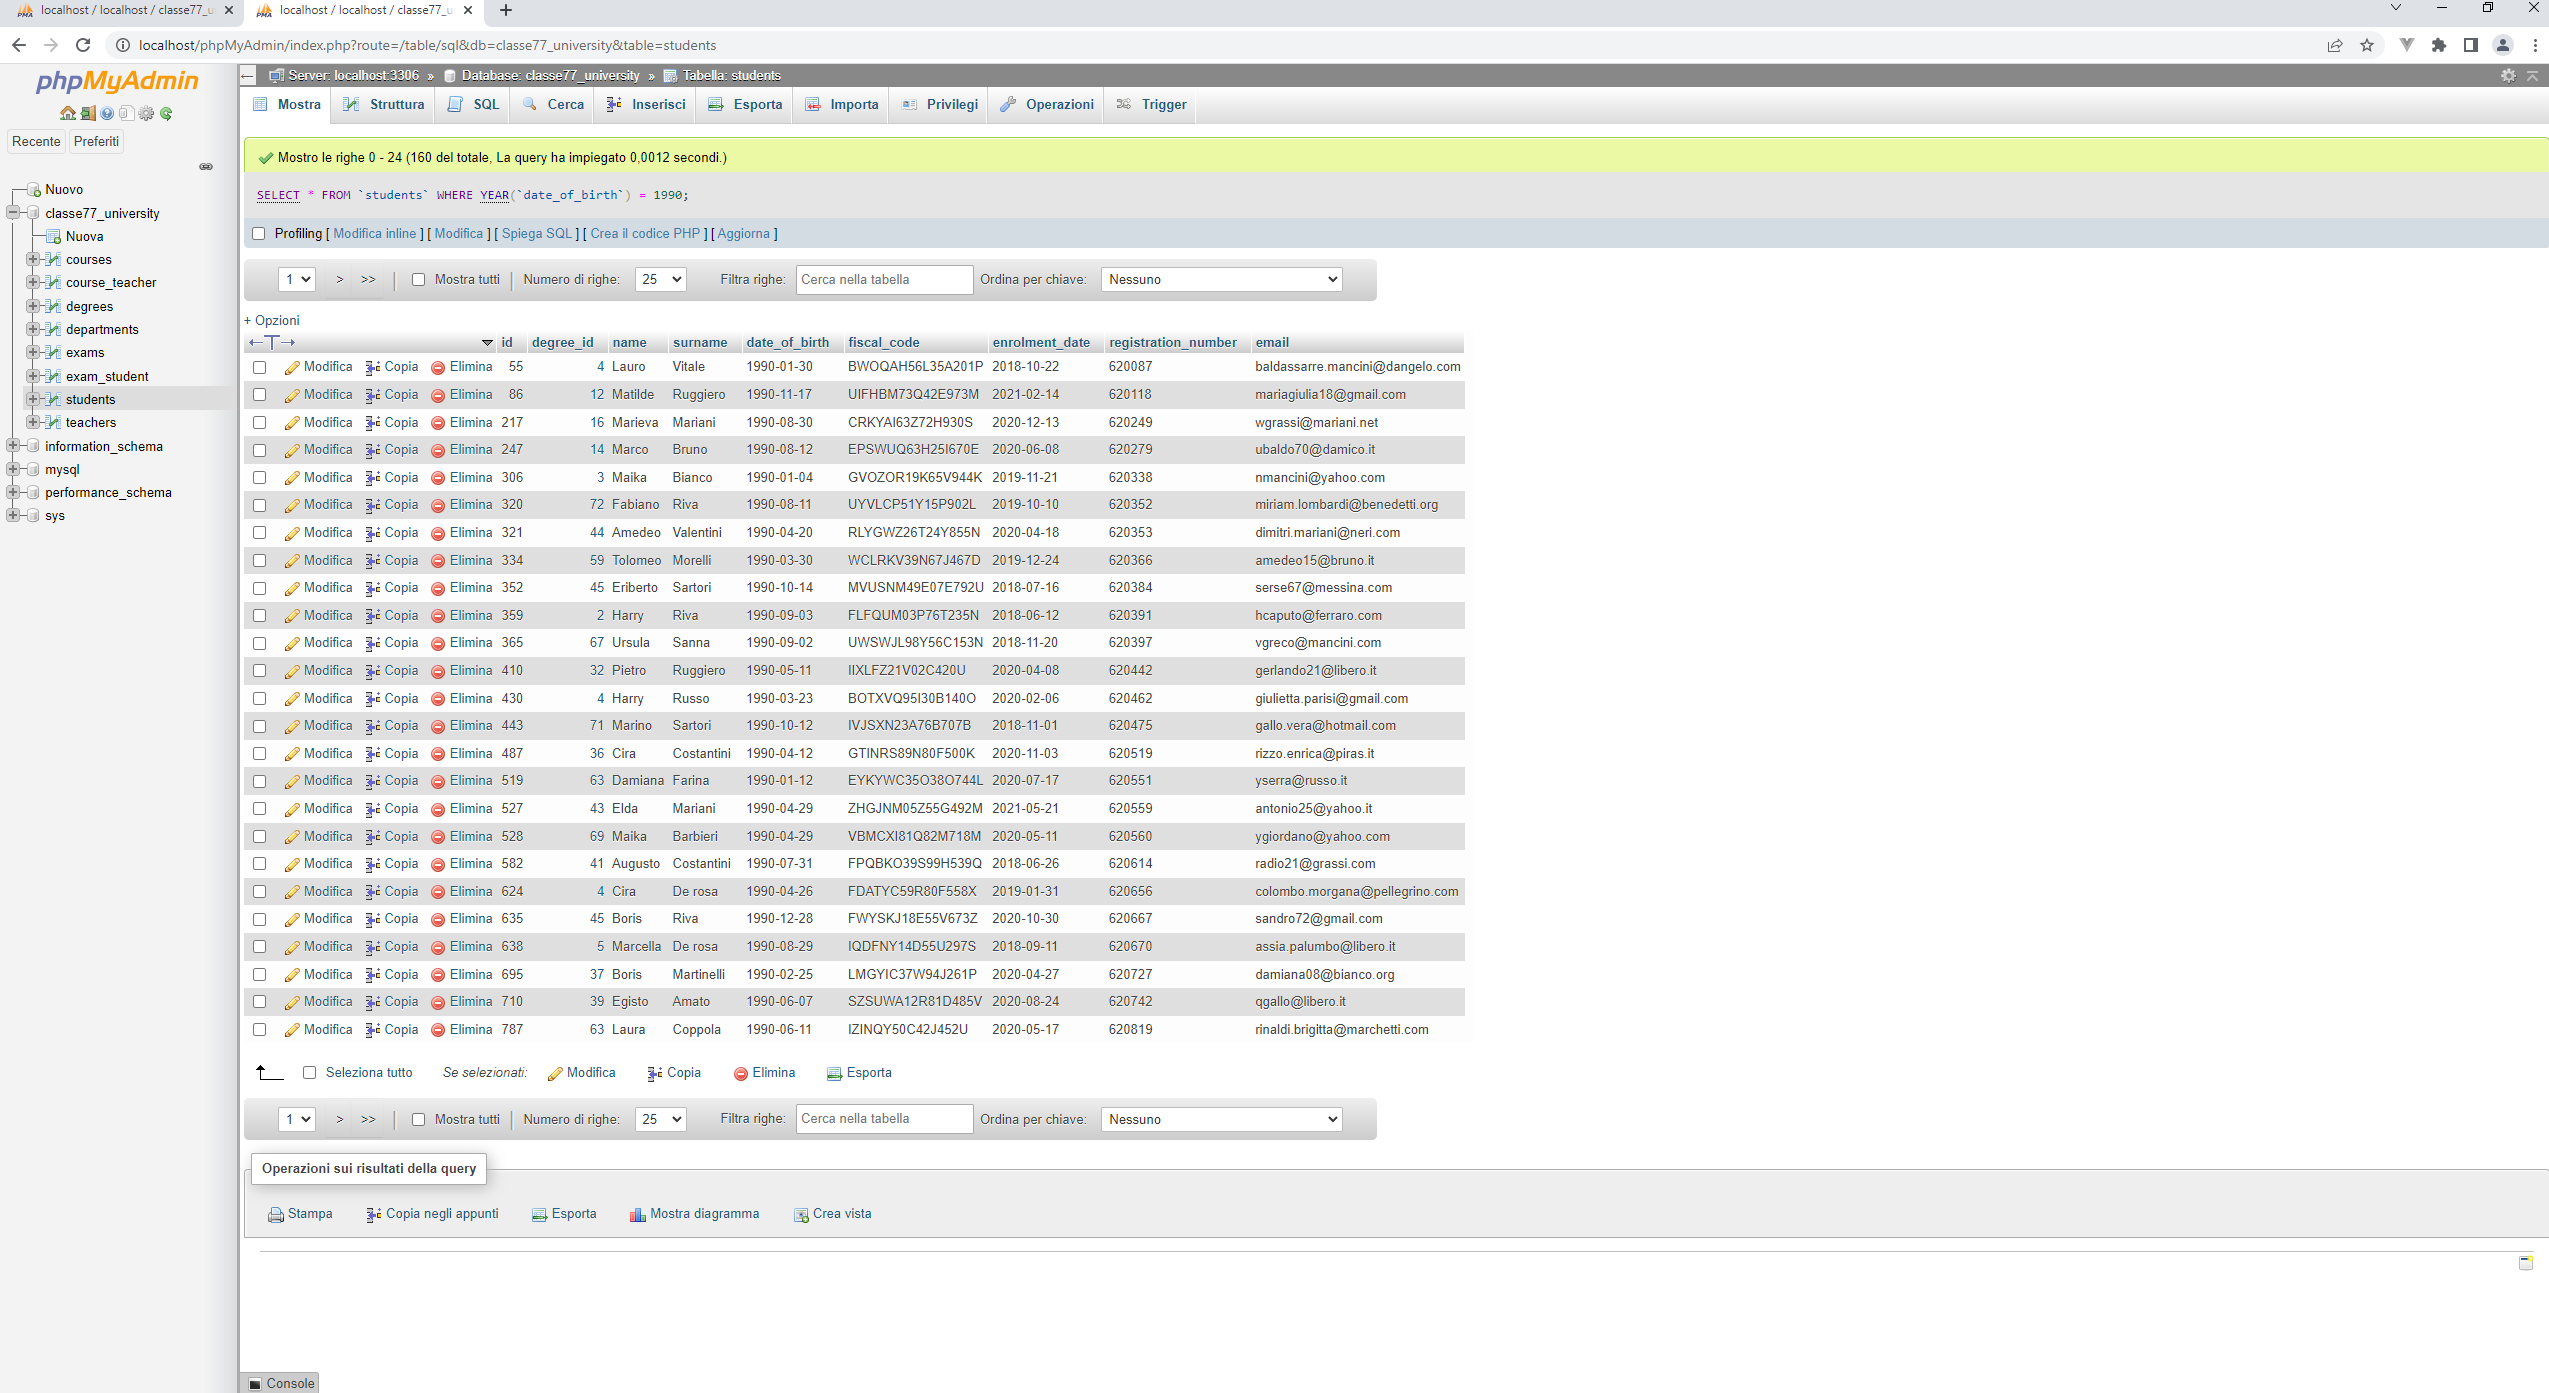 localhost / localhost / classe77_u
localhost / localhost / classe77_u
localhost/phpMyAdmin/index.php?route=/table/sql&db=classe77_university&table=students
phpMyAdmin
Recente Preferiti
Nuovo
classe77_university
Nuova
courses
course_teacher
degrees
departments
exams
exam_student
students
teachers
information_schema
mysql
performance_schema
sys
Server: localhost:3306 » Database: classe77_university » Tabella: students
Mostra Struttura SQL Cerca Inserisci Esporta Importa Privilegi Operazioni Trigger
Mostro le righe 0 - 24 (160 del totale, La query ha impiegato 0,0012 secondi.)
SELECT * FROM `students` WHERE YEAR(`date_of_birth`) = 1990;
Profiling [ Modifica inline ] [ Modifica ] [ Spiega SQL ] [ Crea il codice PHP ] [ Aggiorna ]
1 > >> | Mostra tutti | Numero di righe: 25 Filtra righe: Cerca nella tabella Ordina per chiave: Nessuno
+ Opzioni
←T→ id degree_id name surname date_of_birth fiscal_code enrolment_date registration_number email
Modifica Copia Elimina 55 4 Lauro Vitale 1990-01-30 BWOQAH56L35A201P 2018-10-22 620087 baldassarre.mancini@dangelo.com
Modifica Copia Elimina 86 12 Matilde Ruggiero 1990-11-17 UIFHBM73Q42E973M 2021-02-14 620118 mariagiulia18@gmail.com
Modifica Copia Elimina 217 16 Marieva Mariani 1990-08-30 CRKYAI63Z72H930S 2020-12-13 620249 wgrassi@mariani.net
Modifica Copia Elimina 247 14 Marco Bruno 1990-08-12 EPSWUQ63H25I670E 2020-06-08 620279 ubaldo70@damico.it
Modifica Copia Elimina 306 3 Maika Bianco 1990-01-04 GVOZOR19K65V944K 2019-11-21 620338 nmancini@yahoo.com
Modifica Copia Elimina 320 72 Fabiano Riva 1990-08-11 UYVLCP51Y15P902L 2019-10-10 620352 miriam.lombardi@benedetti.org
Modifica Copia Elimina 321 44 Amedeo Valentini 1990-04-20 RLYGWZ26T24Y855N 2020-04-18 620353 dimitri.mariani@neri.com
Modifica Copia Elimina 334 59 Tolomeo Morelli 1990-03-30 WCLRKV39N67J467D 2019-12-24 620366 amedeo15@bruno.it
Modifica Copia Elimina 352 45 Eriberto Sartori 1990-10-14 MVUSNM49E07E792U 2018-07-16 620384 serse67@messina.com
Modifica Copia Elimina 359 2 Harry Riva 1990-09-03 FLFQUM03P76T235N 2018-06-12 620391 hcaputo@ferraro.com
Modifica Copia Elimina 365 67 Ursula Sanna 1990-09-02 UWSWJL98Y56C153N 2018-11-20 620397 vgreco@mancini.com
Modifica Copia Elimina 410 32 Pietro Ruggiero 1990-05-11 IIXLFZ21V02C420U 2020-04-08 620442 gerlando21@libero.it
Modifica Copia Elimina 430 4 Harry Russo 1990-03-23 BOTXVQ95I30B140O 2020-02-06 620462 giulietta.parisi@gmail.com
Modifica Copia Elimina 443 71 Marino Sartori 1990-10-12 IVJSXN23A76B707B 2018-11-01 620475 gallo.vera@hotmail.com
Modifica Copia Elimina 487 36 Cira Costantini 1990-04-12 GTINRS89N80F500K 2020-11-03 620519 rizzo.enrica@piras.it
Modifica Copia Elimina 519 63 Damiana Farina 1990-01-12 EYKYWC35O38O744L 2020-07-17 620551 yserra@russo.it
Modifica Copia Elimina 527 43 Elda Mariani 1990-04-29 ZHGJNM05Z55G492M 2021-05-21 620559 antonio25@yahoo.it
Modifica Copia Elimina 528 69 Maika Barbieri 1990-04-29 VBMCXI81Q82M718M 2020-05-11 620560 ygiordano@yahoo.com
Modifica Copia Elimina 582 41 Augusto Costantini 1990-07-31 FPQBKO39S99H539Q 2018-06-26 620614 radio21@grassi.com
Modifica Copia Elimina 624 4 Cira De rosa 1990-04-26 FDATYC59R80F558X 2019-01-31 620656 colombo.morgana@pellegrino.com
Modifica Copia Elimina 635 45 Boris Riva 1990-12-28 FWYSKJ18E55V673Z 2020-10-30 620667 sandro72@gmail.com
Modifica Copia Elimina 638 5 Marcella De rosa 1990-08-29 IQDFNY14D55U297S 2018-09-11 620670 assia.palumbo@libero.it
Modifica Copia Elimina 695 37 Boris Martinelli 1990-02-25 LMGYIC37W94J261P 2020-04-27 620727 damiana08@bianco.org
Modifica Copia Elimina 710 39 Egisto Amato 1990-06-07 SZSUWA12R81D485V 2020-08-24 620742 qgallo@libero.it
Modifica Copia Elimina 787 63 Laura Coppola 1990-06-11 IZINQY50C42J452U 2020-05-17 620819 rinaldi.brigitta@marchetti.com
Seleziona tutto Se selezionati: Modifica Copia Elimina Esporta
1 > >> | Mostra tutti | Numero di righe: 25 Filtra righe: Cerca nella tabella Ordina per chiave: Nessuno
Operazioni sui risultati della query
Stampa Copia negli appunti Esporta Mostra diagramma Crea vista
Console